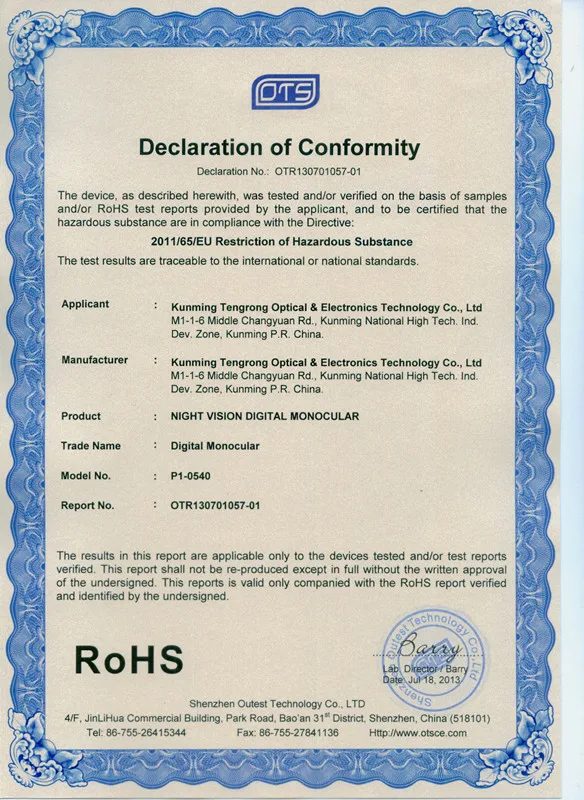 OTS
Declaration of Conformity
Declaration No.: OTR130701057-01
The device, as described herewith, was tested and/or verified on the basis of samples
and/or RoHS test reports provided by the applicant, and to be certified that the
hazardous substance are in compliance with the Directive:
2011/65/EU Restriction of Hazardous Substance
The test results are traceable to the international or national standards.
Applicant : Kunming Tengrong Optical & Electronics Technology Co., Ltd
M1-1-6 Middle Changyuan Rd., Kunming National High Tech. Ind.
Dev. Zone, Kunming P.R. China.
Manufacturer : Kunming Tengrong Optical & Electronics Technology Co., Ltd
M1-1-6 Middle Changyuan Rd., Kunming National High Tech. Ind.
Dev. Zone, Kunming P.R. China.
Product : NIGHT VISION DIGITAL MONOCULAR
Trade Name : Digital Monocular
Model No. : P1-0540
Report No. : OTR130701057-01
The results in this report are applicable only to the devices tested and/or test reports
verified. This report shall not be re-produced except in full without the written approval
of the undersigned. This reports is valid only companied with the RoHS report verified
and identified by the undersigned.
RoHS
Barry
Lab. Director / Barry
Date: Jul 18, 2013
Shenzhen Outest Technology Co., Ltd
Shenzhen Outest Technology Co., LTD
4/F, JinLiHua Commercial Building, Park Road, Bao'an 31st District, Shenzhen, China (518101)
Tel: 86-755-26415344 Fax: 86-755-27841136 Http://www.otsce.com